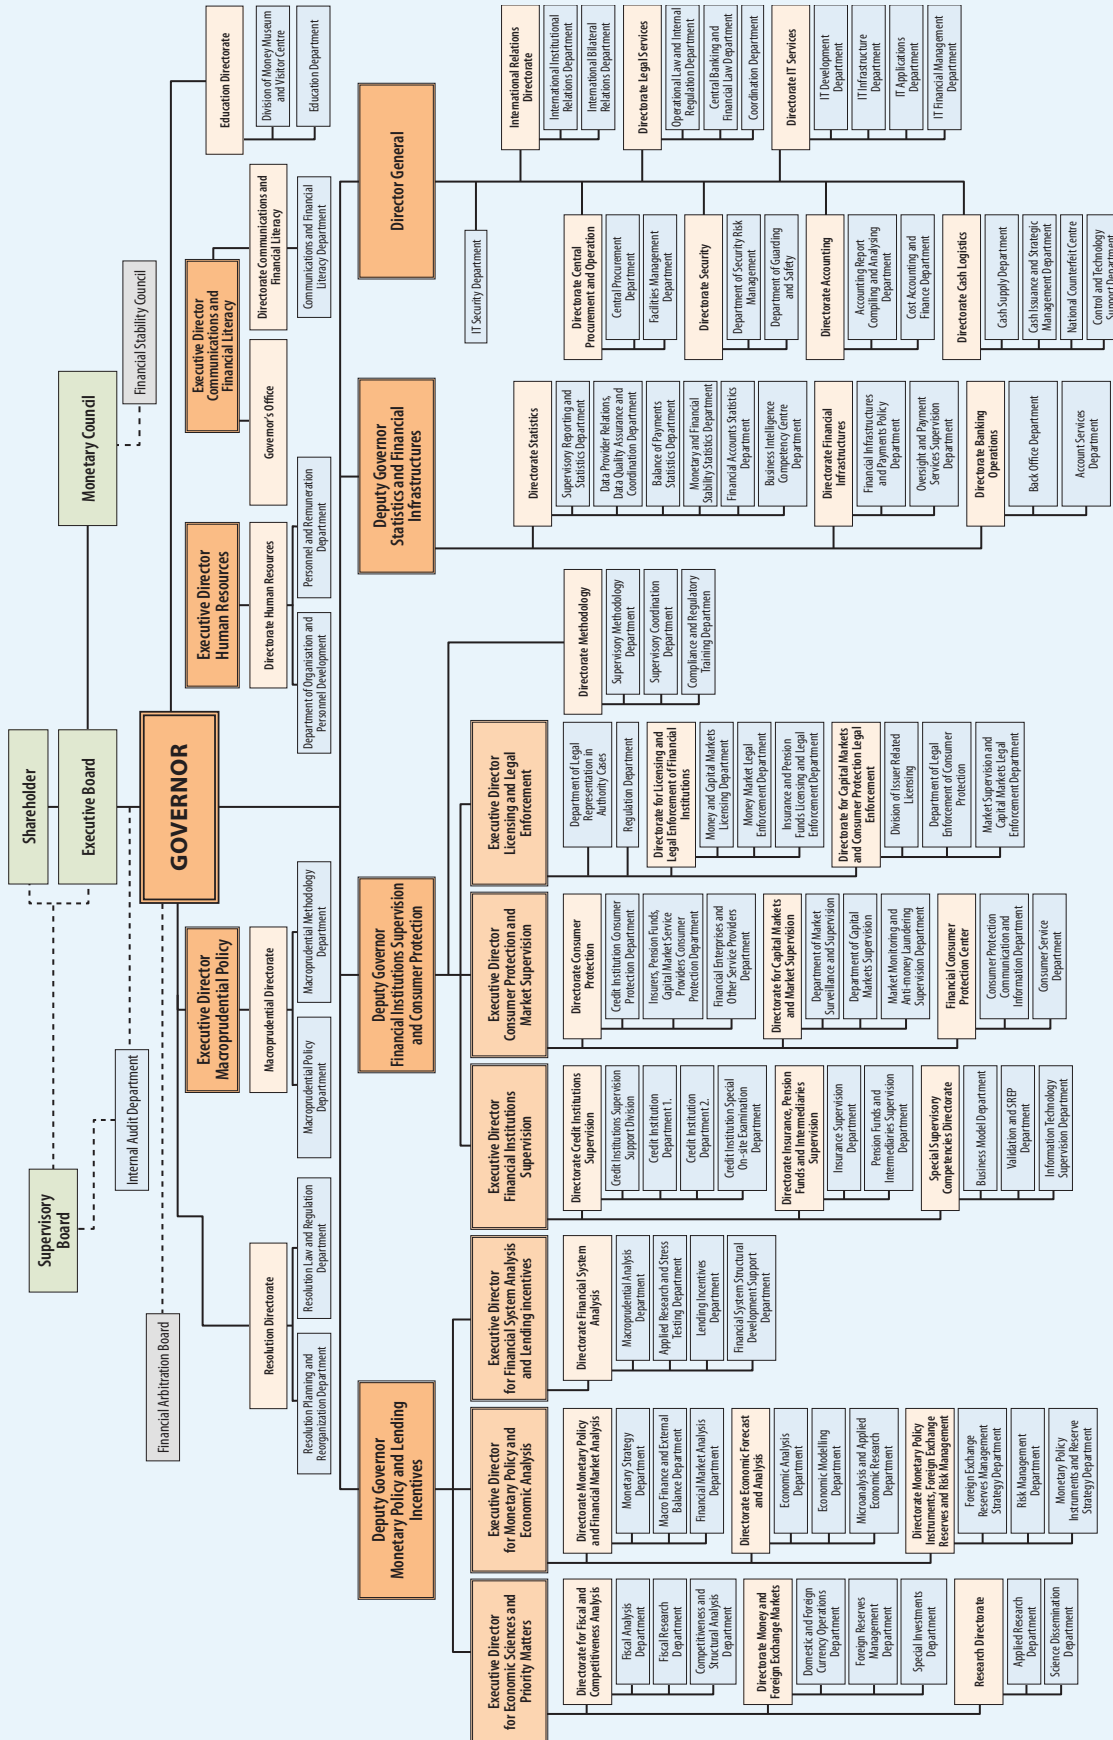 Shareholder
Executive Board
Monetary Council
Financial Stability Council
Supervisory
Board
Internal Audit Department
Financial Arbitration Board
GOVERNOR
Resolution Directorate
Resolution Planning and
Reorganization Department
Resolution Law and Regulation
Department
Executive Director
Macroprudential Policy
Macroprudential Directorate
Macroprudential Policy
Department
Macroprudential Methodology
Department
Executive Director
Human Resources
Directorate Human Resources
Department of Organisation and
Personnel Development
Personnel and Remuneration
Department
Executive Director
Communications and
Financial Literacy
Governor's Office
Directorate Communications and
Financial Literacy
Communications and Financial
Literacy Department
Education Directorate
Division of Money Museum
and Visitor Centre
Education Department
Deputy Governor
Monetary Policy and Lending
Incentives
Executive Director
for Economic Sciences and
Priority Matters
Directorate for Fiscal and
Competitiveness Analysis
Fiscal Analysis
Department
Fiscal Research
Department
Competitiveness and
Structural Analysis
Department
Directorate Money and
Foreign Exchange Markets
Domestic and Foreign
Currency Operations
Department
Foreign Reserves
Management
Department
Special Investments
Department
Research Directorate
Applied Research
Department
Science Dissemination
Department
Executive Director
for Monetary Policy and
Economic Analysis
Directorate Monetary Policy
and Financial Market Analysis
Monetary Strategy
Department
Macro Finance and External
Balance Department
Financial Market Analysis
Department
Directorate Economic Forecast
and Analysis
Economic Analysis
Department
Economic Modelling
Department
Microanalysis and Applied
Economic Research
Department
Directorate Monetary Policy
Instruments, Foreign Exchange
Reserves and Risk Management
Foreign Exchange
Reserves Management
Strategy Department
Risk Management
Department
Monetary Policy
Instruments and Reserve
Strategy Department
Executive Director
for Financial System Analysis
and Lending incentives
Directorate Financial System
Analysis
Macroprudential Analysis
Department
Applied Research and Stress
Testing Department
Lending Incentives
Department
Financial System Structural
Development Support
Department
Deputy Governor
Financial Institutions Supervision
and Consumer Protection
Executive Director
Financial Institutions
Supervision
Directorate Credit Institutions
Supervision
Credit Institutions Supervision
Support Division
Credit Institution
Department 1.
Credit Institution
Department 2.
Credit Institution Special
On-site Examination
Department
Directorate Insurance, Pension
Funds and Intermediaries
Supervision
Insurance Supervision
Department
Pension Funds and
Intermediaries Supervision
Department
Special Supervisory
Competencies Directorate
Business Model Department
Validation and SREP
Department
Information Technology
Supervision Department
Executive Director
Consumer Protection and
Market Supervision
Directorate Consumer
Protection
Credit Institution Consumer
Protection Department
Insurers, Pension Funds,
Capital Market Service
Providers Consumer
Protection Department
Financial Enterprises and
Other Service Providers
Department
Directorate for Capital Markets
and Market Supervision
Department of Market
Surveillance and Supervision
Department of Capital
Markets Supervision
Market Monitoring and
Anti-money Laundering
Supervision Department
Financial Consumer
Protection Center
Consumer Protection
Communication and
Information Department
Consumer Service
Department
Executive Director
Licensing and Legal
Enforcement
Department of Legal
Representation in
Authority Cases
Regulation Department
Directorate for Licensing and
Legal Enforcement of Financial
Institutions
Money and Capital Markets
Licensing Department
Money Market Legal
Enforcement Department
Insurance and Pension
Funds Licensing and Legal
Enforcement Department
Directorate for Capital Markets
and Consumer Protection Legal
Enforcement
Division of Issuer Related
Licensing
Department of Legal
Enforcement of Consumer
Protection
Market Supervision and
Capital Markets Legal
Enforcement Department
Directorate Methodology
Supervisory Methodology
Department
Supervisory Coordination
Department
Compliance and Regulatory
Training Departmen
Deputy Governor
Statistics and Financial
Infrastructures
Directorate Statistics
Supervisory Reporting and
Statistics Department
Data Provider Relations,
Data Quality Assurance and
Coordination Department
Balance of Payments
Statistics Department
Monetary and Financial
Stability Statistics Department
Financial Accounts Statistics
Department
Business Intelligence
Competency Centre
Department
Directorate Financial
Infrastructures
Financial Infrastructures
and Payments Policy
Department
Oversight and Payment
Services Supervision
Department
Directorate Banking
Operations
Back Office Department
Account Services
Department
Director General
IT Security Department
Directorate Central
Procurement and Operation
Central Procurement
Department
Facilities Management
Department
Directorate Security
Department of Security Risk
Management
Department of Guarding
and Safety
Directorate Accounting
Accounting Report
Compiling and Analysing
Department
Cost Accounting and
Finance Department
Directorate Cash Logistics
Cash Supply Department
Cash Issuance and Strategic
Management Department
National Counterfeit Centre
Control and Technology
Support Department
International Relations
Directorate
International Institutional
Relations Department
International Bilateral
Relations Department
Directorate Legal Services
Operational Law and Internal
Regulation Department
Central Banking and
Financial Law Department
Coordination Department
Directorate IT Services
IT Development
Department
IT Infrastructure
Department
IT Applications
Department
IT Financial Management
Department